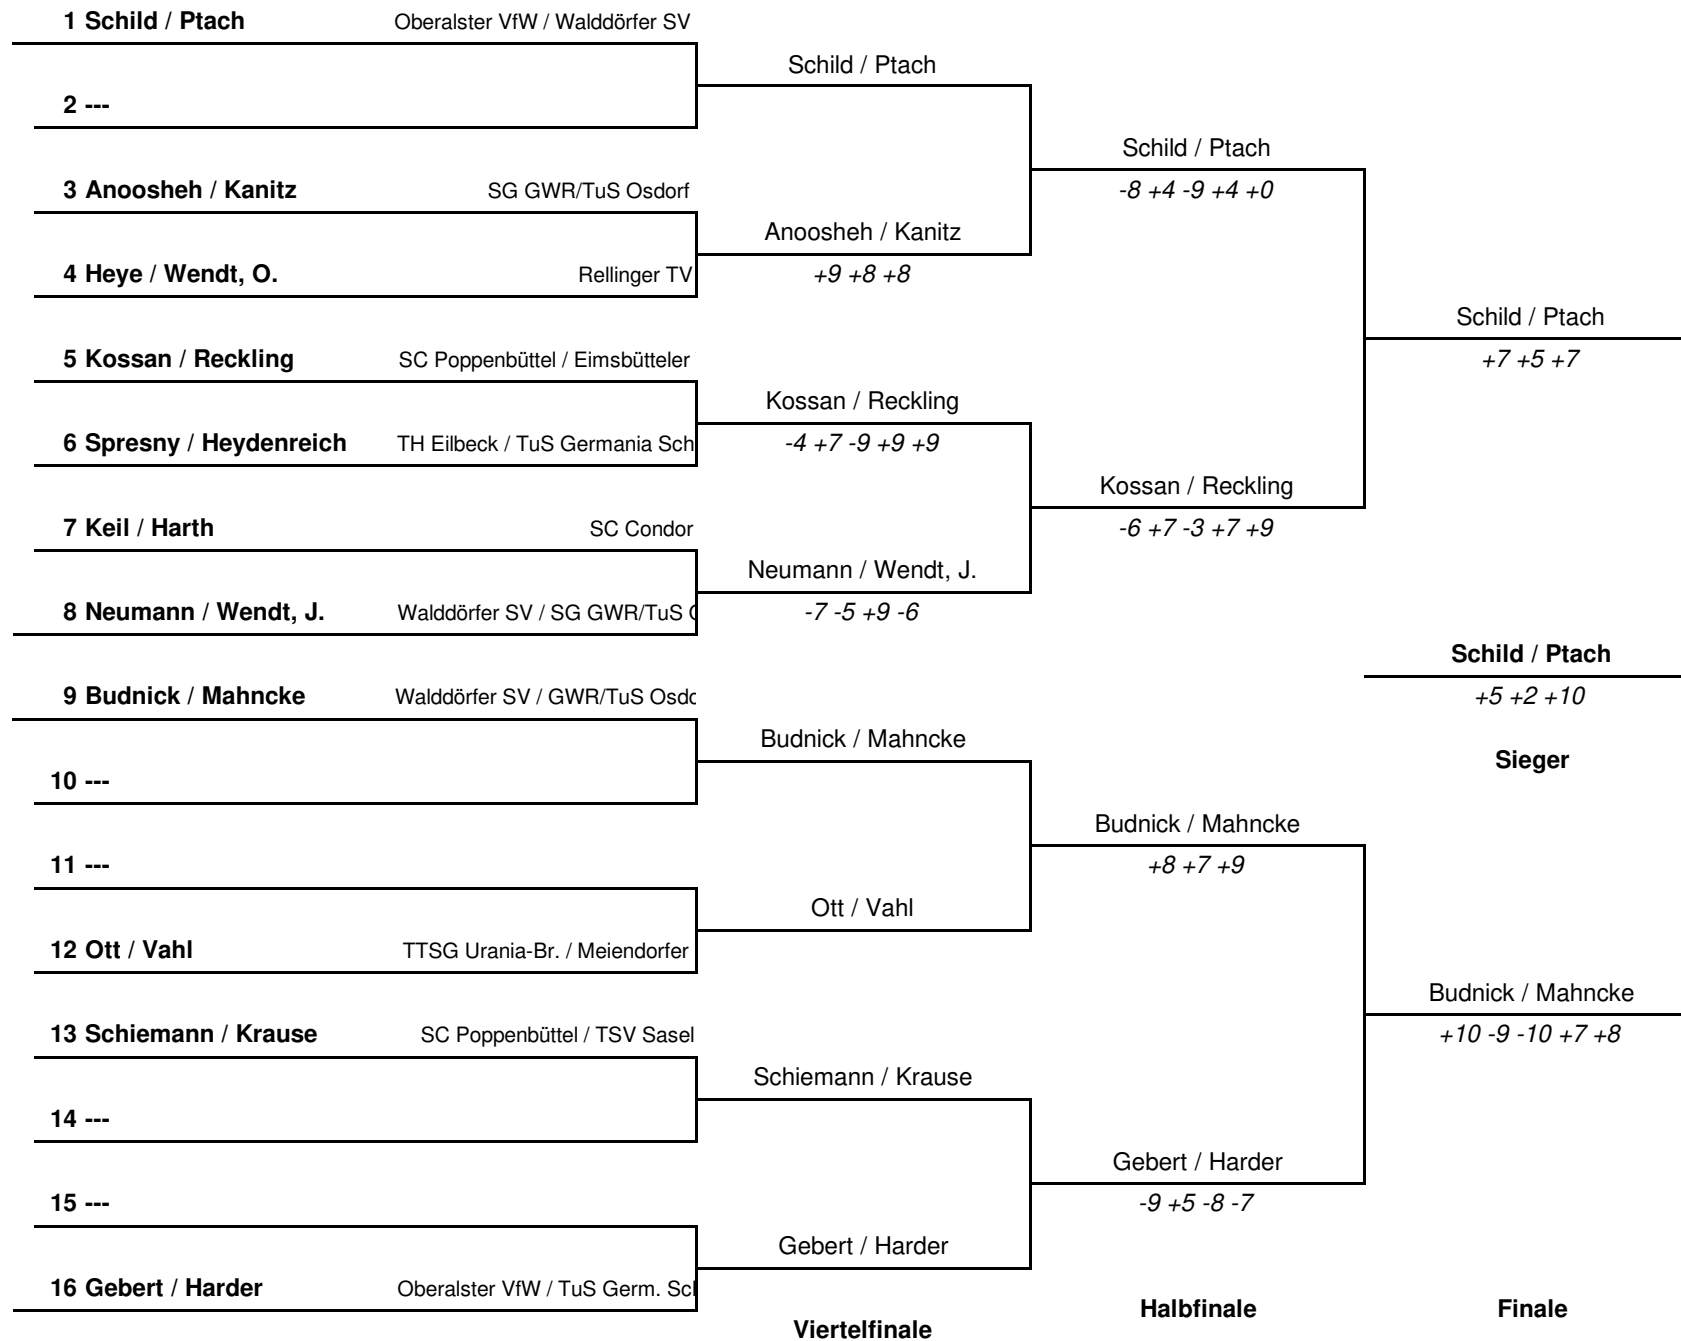 1 Schild / Ptach Oberalster VfW / Walddörfer SV
Schild / Ptach
2 ---
Schild / Ptach
3 Anoosheh / Kanitz SG GWR/TuS Osdorf
-8 +4 -9 +4 +0
Anoosheh / Kanitz
4 Heye / Wendt, O. Rellinger TV
+9 +8 +8
Schild / Ptach
5 Kossan / Reckling SC Poppenbüttel / Eimsbütteler
+7 +5 +7
Kossan / Reckling
6 Spresny / Heydenreich TH Eilbeck / TuS Germania Sch
-4 +7 -9 +9 +9
Kossan / Reckling
7 Keil / Harth SC Condor
-6 +7 -3 +7 +9
Neumann / Wendt, J.
8 Neumann / Wendt, J. Walddörfer SV / SG GWR/TuS
-7 -5 +9 -6
Schild / Ptach
9 Budnick / Mahncke Walddörfer SV / GWR/TuS Osdo
+5 +2 +10
Budnick / Mahncke
Sieger
10 ---
Budnick / Mahncke
11 ---
+8 +7 +9
Ott / Vahl
12 Ott / Vahl TTSG Urania-Br. / Meiendorfer
Budnick / Mahncke
13 Schiemann / Krause SC Poppenbüttel / TSV Sasel
+10 -9 -10 +7 +8
Schiemann / Krause
14 ---
Gebert / Harder
15 ---
-9 +5 -8 -7
Gebert / Harder
16 Gebert / Harder Oberalster VfW / TuS Germ. Sch
Halbfinale
Finale
Viertelfinale